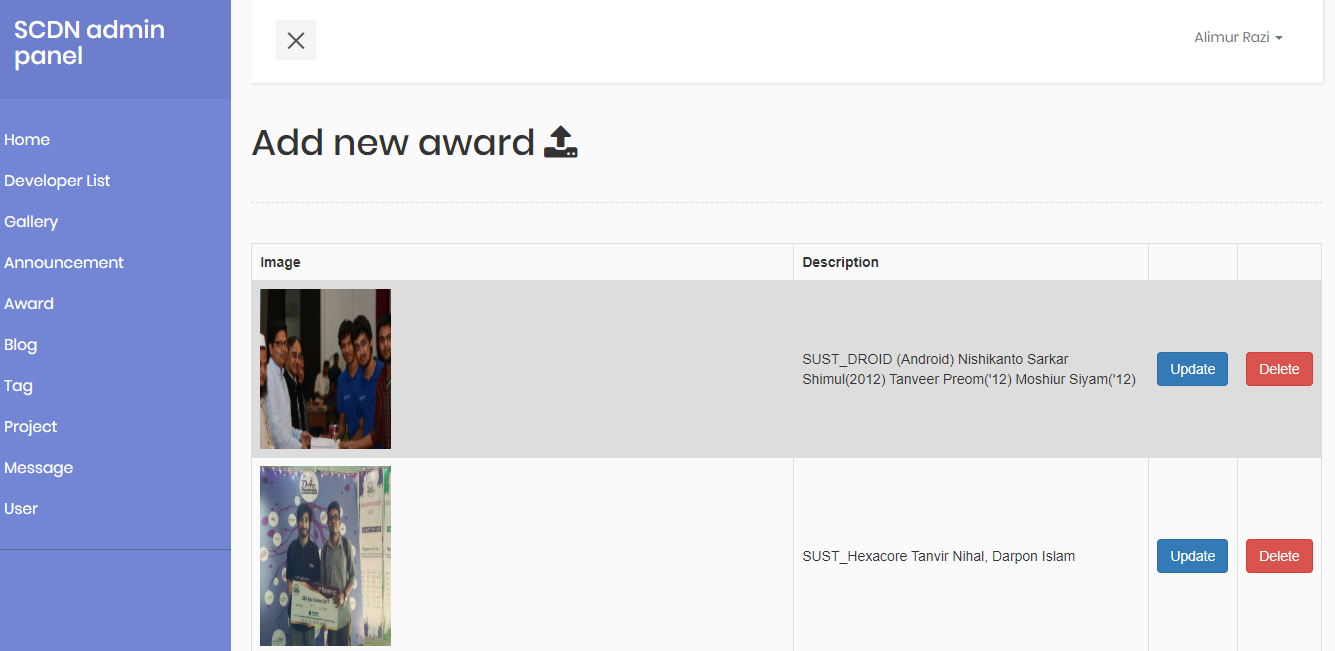 SCDN admin
panel
Home
Developer List
Gallery
Announcement
Award
Blog
Tag
Project
Message
User
Alimur Razi
Add new award
Image
Description
SUST_DROID (Android) Nishikanto Sarkar
Shimul(2012) Tanveer Preom('12) Moshiur Siyam('12)
Update
Delete
SUST_Hexacore Tanvir Nihal, Darpon Islam
Update
Delete